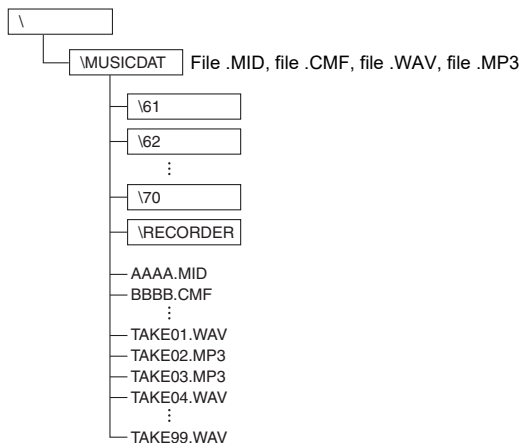 \
\MUSICDAT File .MID, file .CMF, file .WAV, file .MP3
\61
\62
⋮
\70
\RECORDER
AAAA.MID
BBBB.CMF
⋮
TAKE01.WAV
TAKE02.MP3
TAKE03.MP3
TAKE04.WAV
⋮
TAKE99.WAV